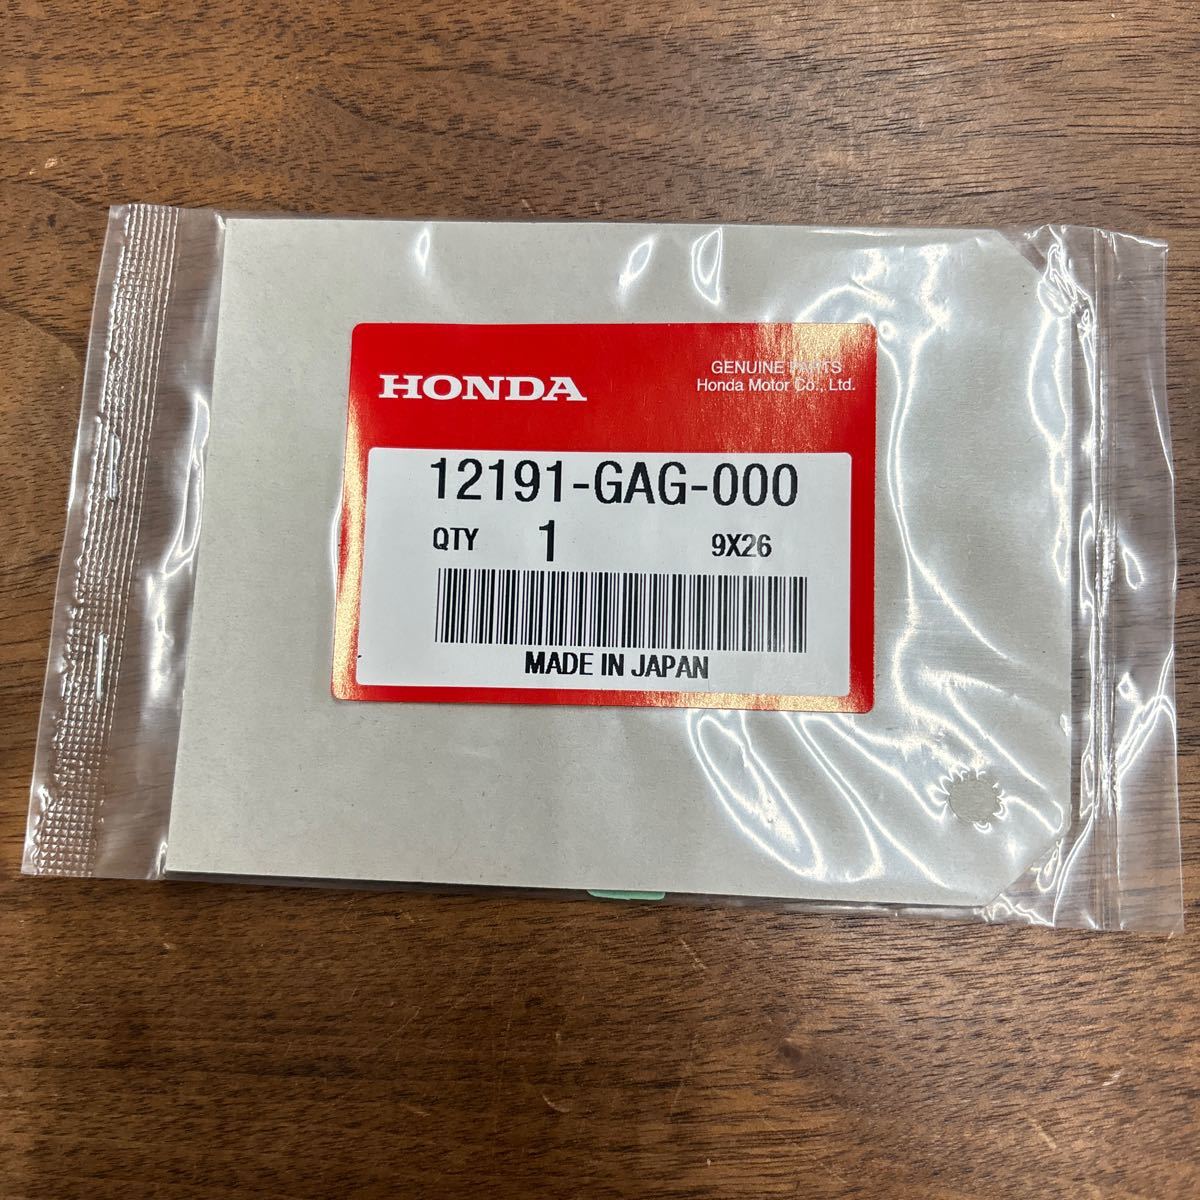 HONDA
GENUINE PARTS
Honda Motor Co., Ltd.
12191-GAG-000
QTY 1 9X26
MADE IN JAPAN